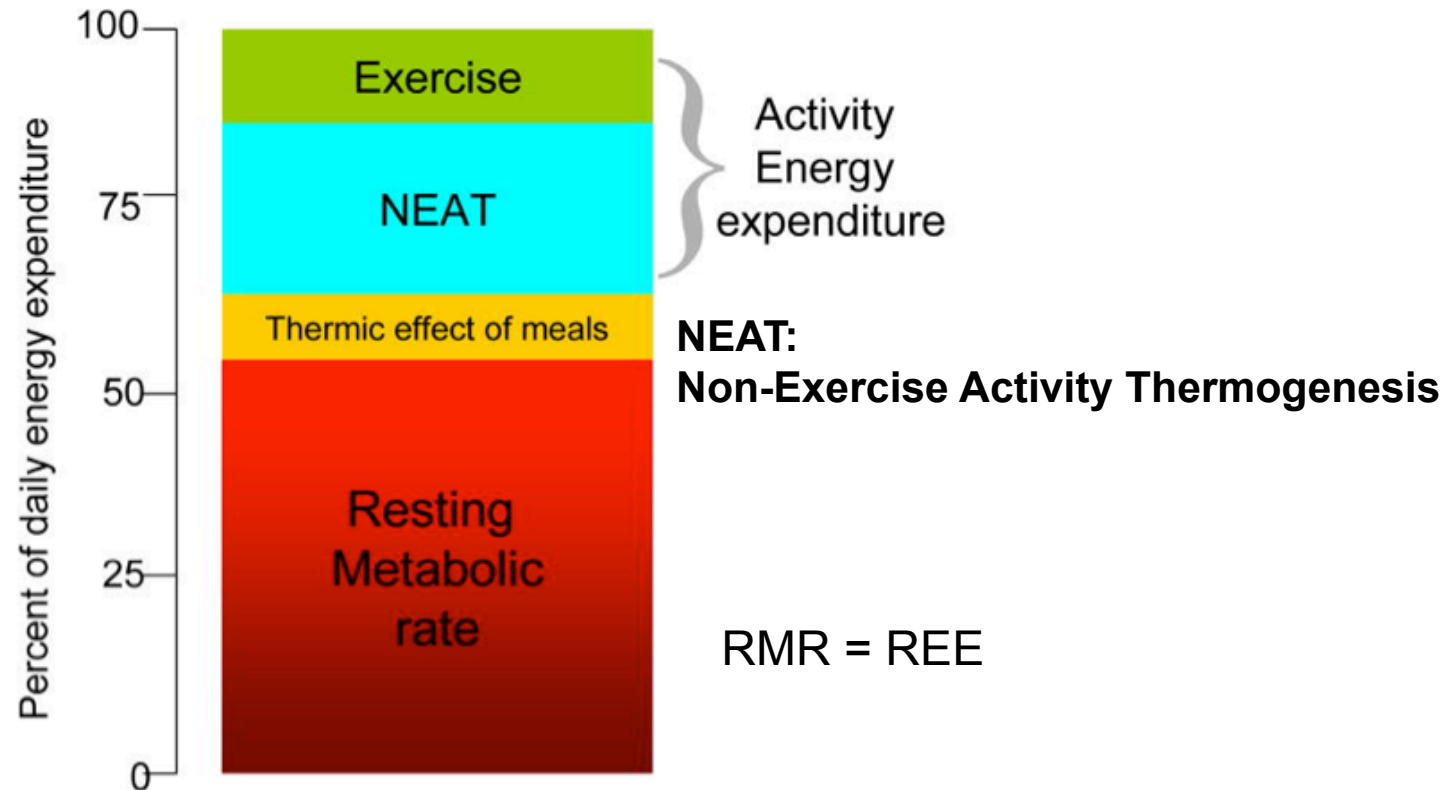 Percent of daily energy expenditure
100
75
50
25
0
Exercise
NEAT
Thermic effect of meals
Resting
Metabolic
rate
Activity
Energy
expenditure
NEAT:
Non-Exercise Activity Thermogenesis
RMR = REE